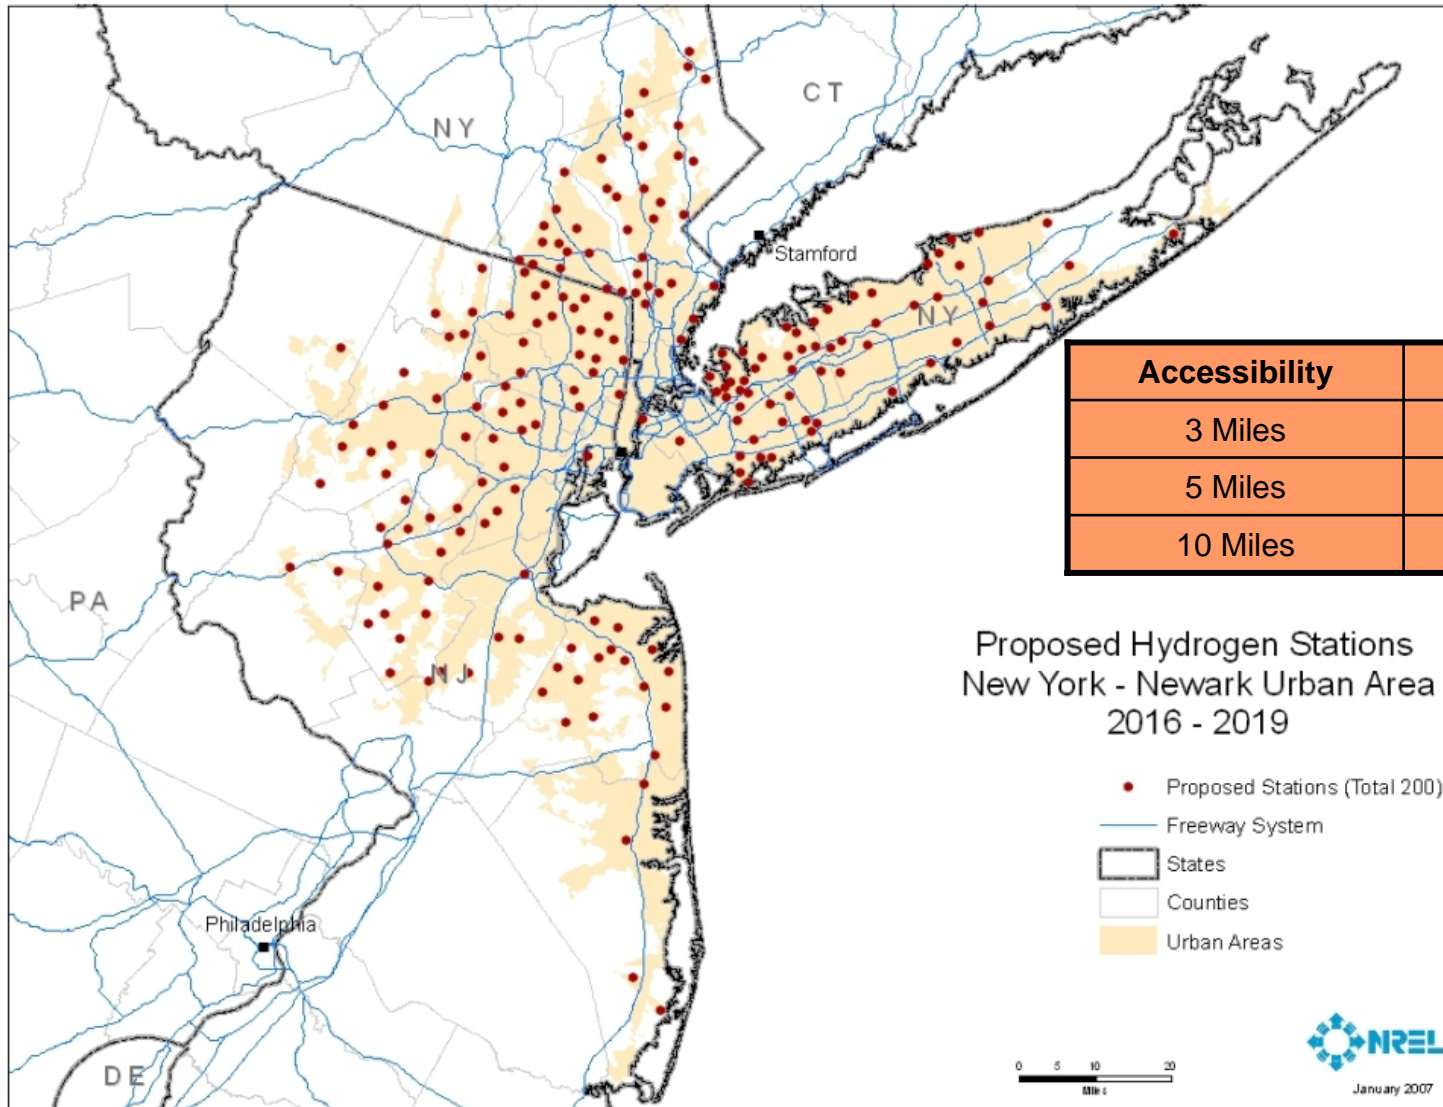 CT
NY
Stamford
NY
Accessibility
3 Miles
5 Miles
10 Miles
PA
NJ
Proposed Hydrogen Stations
New York - Newark Urban Area
2016 - 2019
Proposed Stations (Total 200)
Freeway System
States
Counties
Urban Areas
Philadelphia
DE
0 5 10 20
Miles
NREL
January 2007